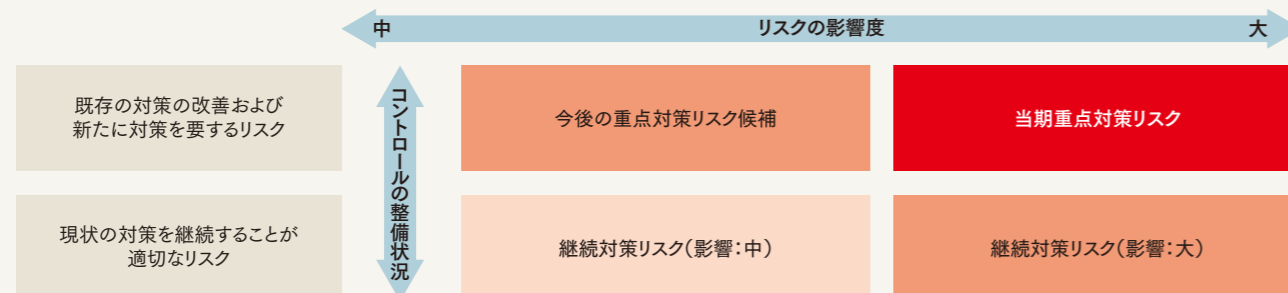 中
リスクの影響度
大
既存の対策の改善および
新たに対策を要するリスク
コントロールの整備状況
今後の重点対策リスク候補
当期重点対策リスク
現状の対策を継続することが
適切なリスク
継続対策リスク(影響:中)
継続対策リスク(影響:大)